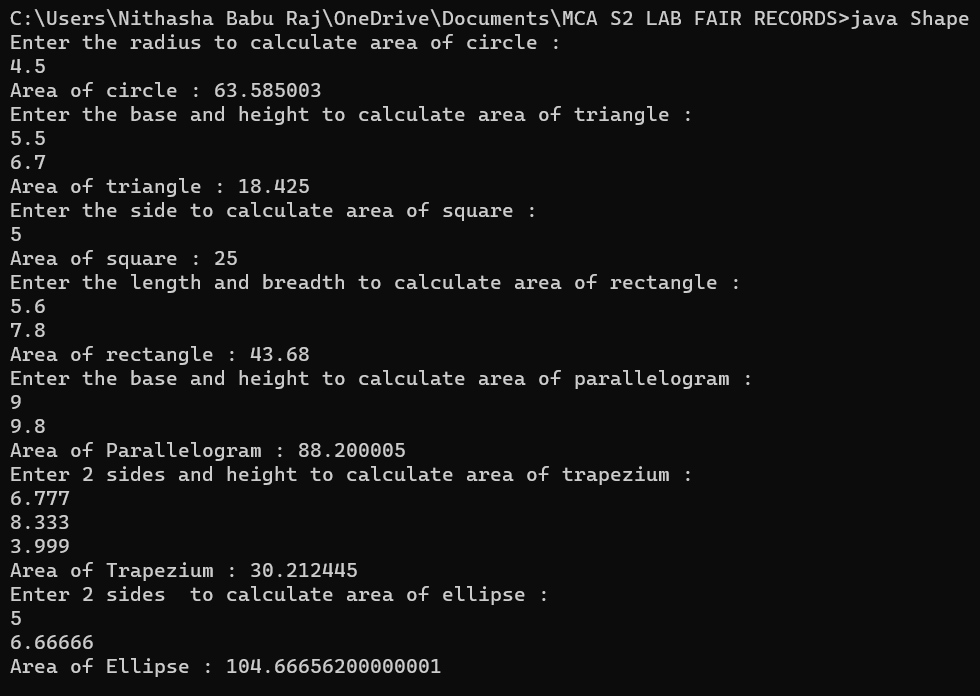 C:\Users\Nithasha Babu Raj\OneDrive\Documents\MCA S2 LAB FAIR RECORDS>java Shape
Enter the radius to calculate area of circle :
4.5
Area of circle : 63.585003
Enter the base and height to calculate area of triangle :
5.5
6.7
Area of triangle : 18.425
Enter the side to calculate area of square :
5
Area of square : 25
Enter the length and breadth to calculate area of rectangle :
5.6
7.8
Area of rectangle : 43.68
Enter the base and height to calculate area of parallelogram :
9
9.8
Area of Parallelogram : 88.200005
Enter 2 sides and height to calculate area of trapezium :
6.777
8.333
3.999
Area of Trapezium : 30.212445
Enter 2 sides  to calculate area of ellipse :
5
6.66666
Area of Ellipse : 104.66656200000001